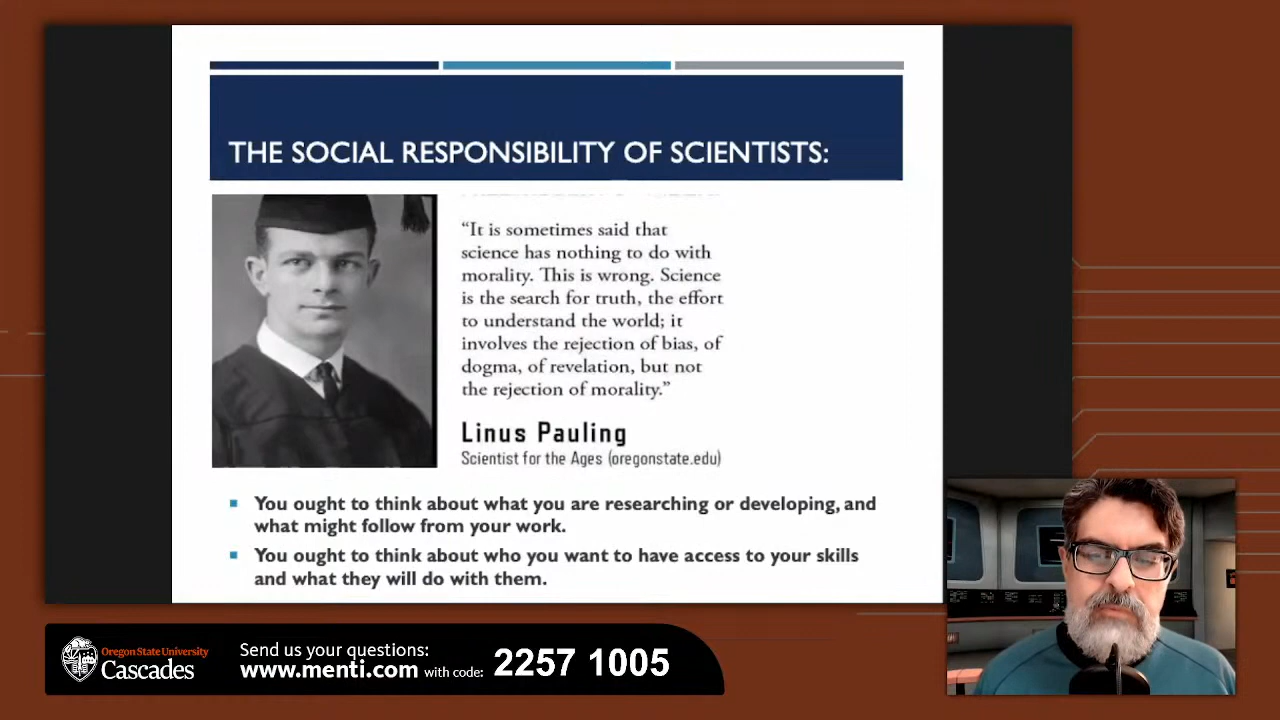 THE SOCIAL RESPONSIBILITY OF SCIENTISTS:
“It is sometimes said that
science has nothing to do with
morality. This is wrong. Science
is the search for truth, the effort
to understand the world; it
involves the rejection of bias, of
dogma, of revelation, but not
the rejection of morality.”
Linus Pauling
Scientist for the Ages (oregonstate.edu)
You ought to think about what you are researching or developing, and
what might follow from your work.
You ought to think about who you want to have access to your skills
and what they will do with them.
Oregon State University
Cascades
Send us your questions:
www.menti.com with code: 2257 1005